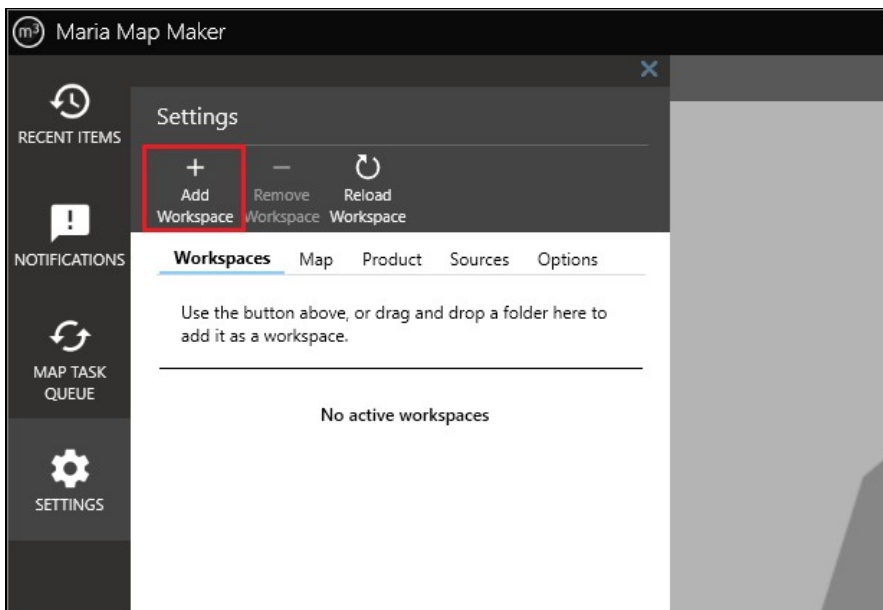 m³ Maria Map Maker
RECENT ITEMS
NOTIFICATIONS
MAP TASK
QUEUE
SETTINGS
Settings
Add
Workspace
Remove
Workspace
Reload
Workspace
Workspaces Map Product Sources Options
Use the button above, or drag and drop a folder here to
add it as a workspace.
No active workspaces